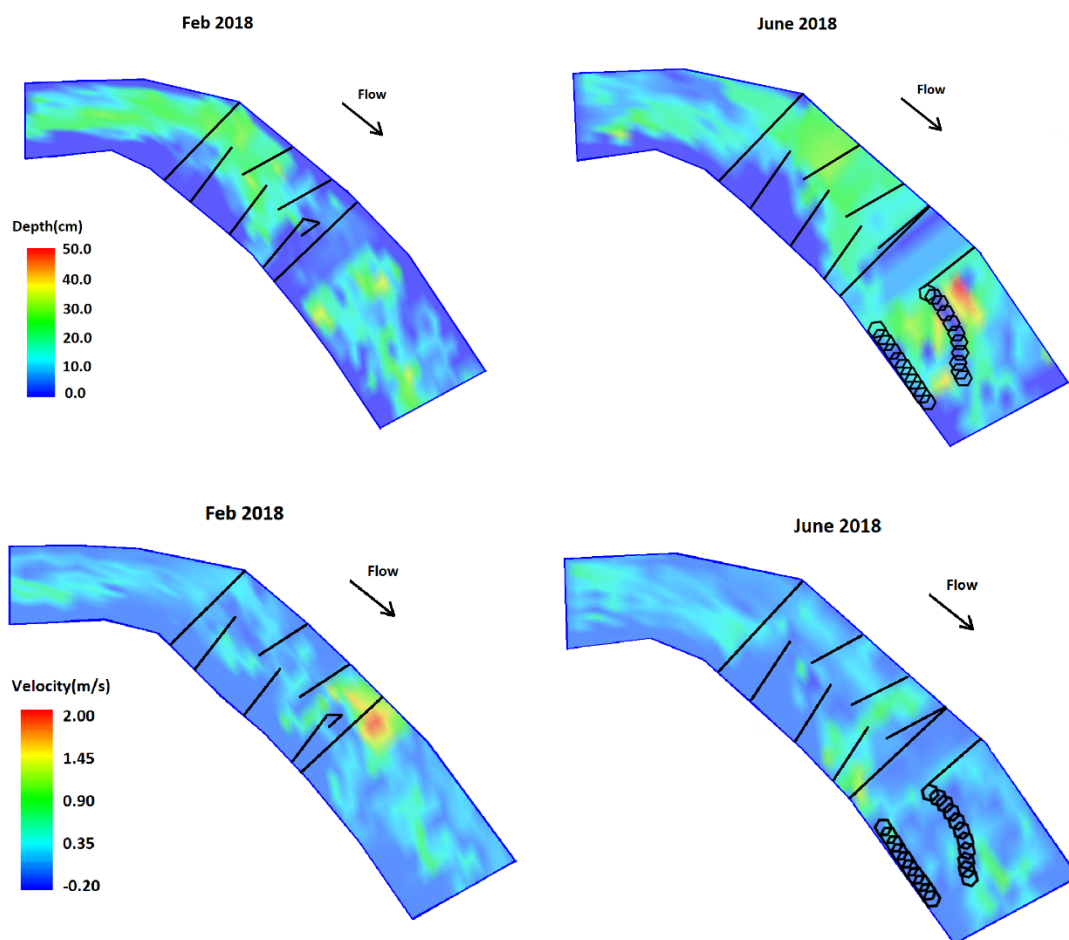 Feb 2018
June 2018
Flow
Flow
Depth(cm)
50.0
40.0
30.0
20.0
10.0
0.0
Feb 2018
June 2018
Flow
Flow
Velocity(m/s)
2.00
1.45
0.90
0.35
-0.20